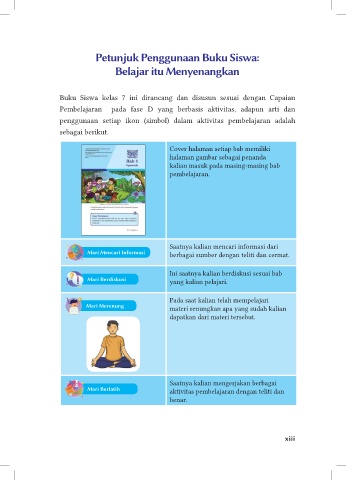 Petunjuk Penggunaan Buku Siswa:
Belajar itu Menyenangkan
Buku Siswa kelas 7 ini dirancang dan disusun sesuai dengan Capaian
Pembelajaran pada fase D yang berbasis aktivitas, adapun arti dan
penggunaan setiap ikon (simbol) dalam aktivitas pembelajaran adalah
sebagai berikut.
Bab 1
Cover halaman setiap bab memiliki
halaman gambar sebagai penanda
kalian masuk pada masing-masing bab
pembelajaran.
Mari Mencari Informasi
Saatnya kalian mencari informasi dari
berbagai sumber dengan teliti dan cermat.
Mari Berdiskusi
Ini saatnya kalian berdiskusi sesuai bab
yang kalian pelajari.
Mari Merenung
Pada saat kalian telah mempelajari
materi renungkan apa yang sudah kalian
dapatkan dari materi tersebut.
Mari Berlatih
Saatnya kalian mengerjakan berbagai
aktivitas pembelajaran dengan teliti dan
benar.
xiii